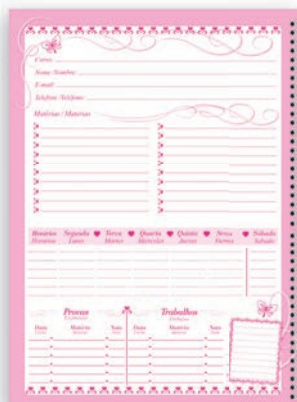 Curso
Nome/Nombre
E-mail
Telefone/Teléfono
Matérias/Materias
Horários Segunda Terça Quarta Quinta Sexta Sábado
Horarios Lunes Martes Miércoles Jueves Viernes Sábado
Provas Trabalhos
Data Matéria Nota Data Matéria Nota